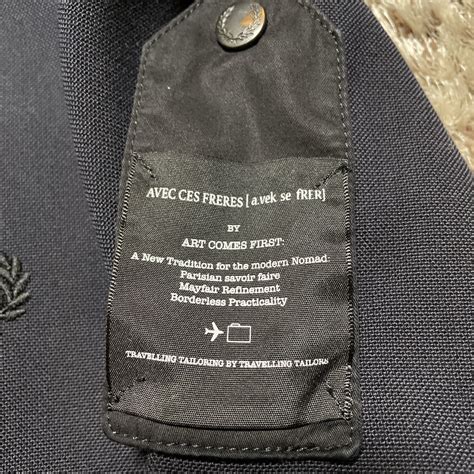 AVEC CES FRERES [a.vek se fRER]
BY
ART COMES FIRST:
A New Tradition for the modern Nomad:
Parisian savoir faire
Mayfair Refinement
Borderless Practicality
TRAVELLING TAILORING BY TRAVELLING TAILORS